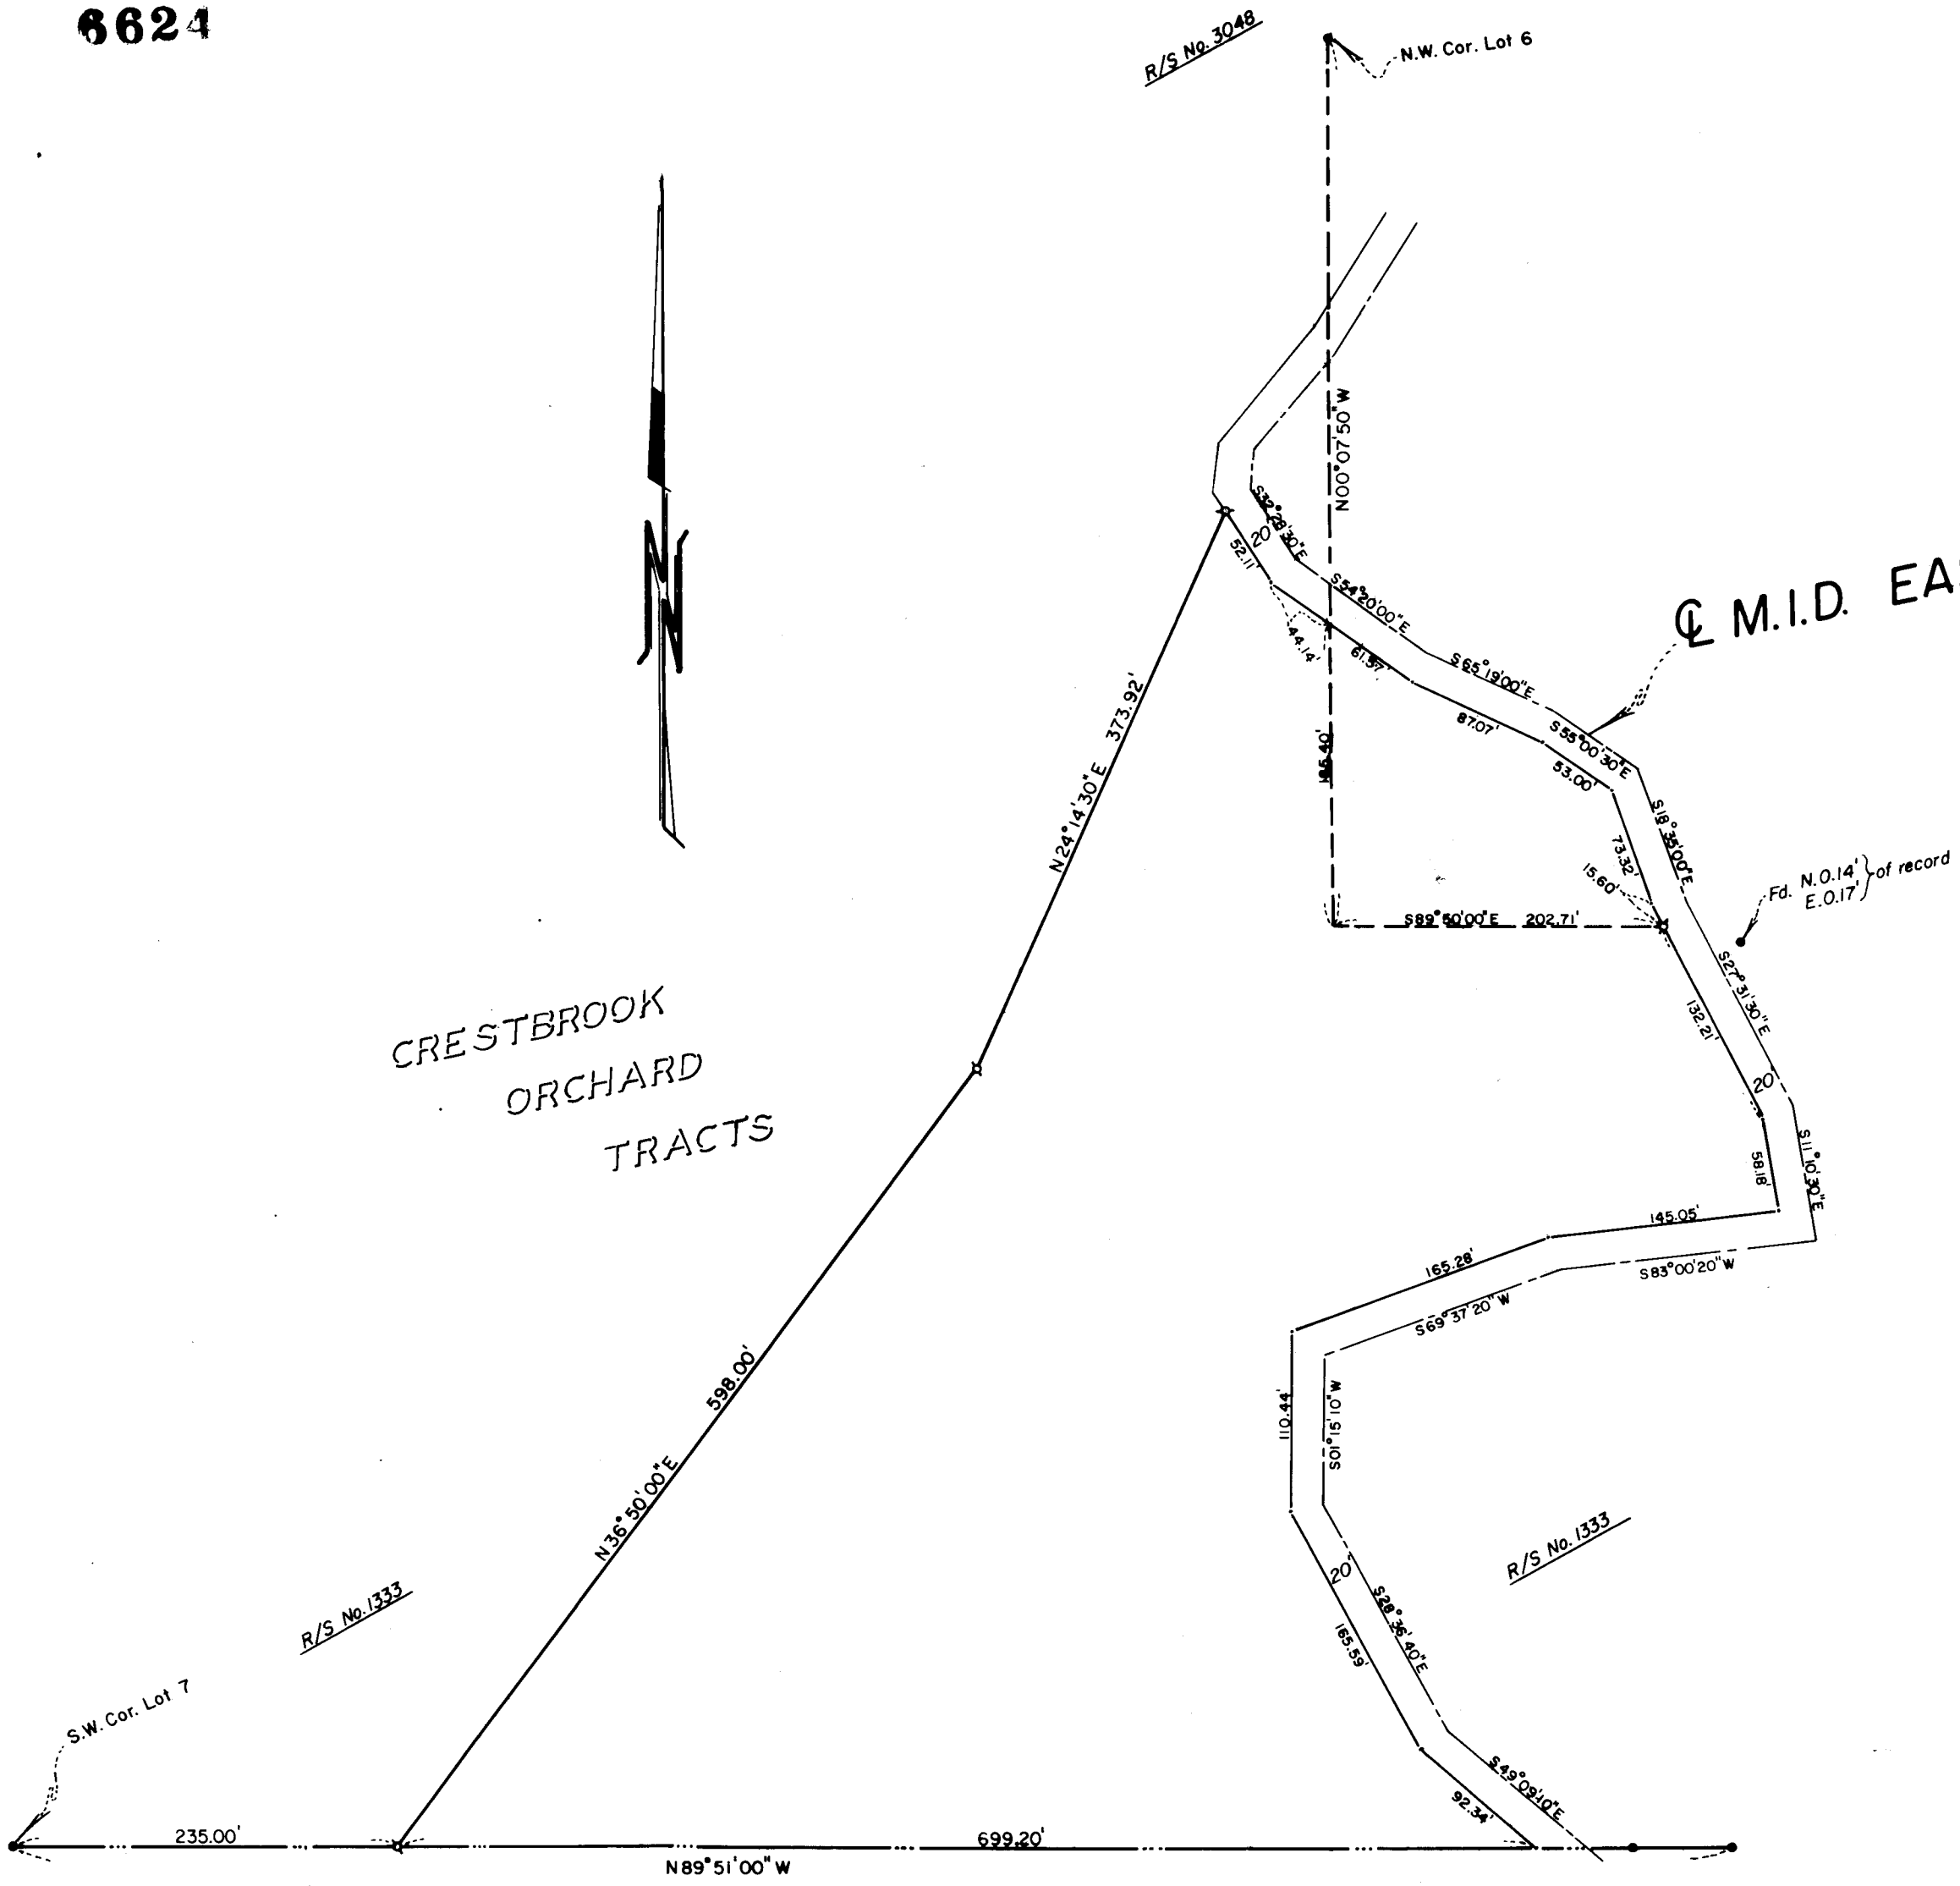 6624
R/S No. 3048
N.W. Cor. Lot 6
N
N00°07'50"W
S32°28'30"E
20'
52.11'
S54°20'00"E
44.14'
61.57'
S65°19'00"E
87.07'
℄ M.I.D. EA
S55°00'30"E
53.00'
N24°14'30"E 373.92'
S18°35'00"E
73.32'
15.60'
Fd. N.0.14' } of record
E.0.17'
S89°50'00"E 202.71'
S27°31'30"E
132.21'
20'
CRESTBROOK
ORCHARD
TRACTS
58.18'
S11°10'30"E
145.05'
165.28'
S83°00'20"W
S69°37'20"W
110.44'
S01°15'10"W
N36°50'00"E 598.00'
R/S No. 1333
R/S No. 1333
20'
S28°36'40"E
165.59'
S.W. Cor. Lot 7
S49°09'10"E
92.34'
235.00'
699.20'
N89°51'00"W